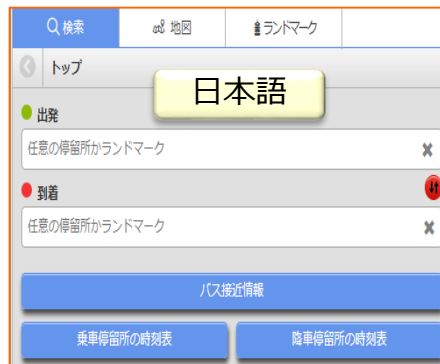 検索 地図 ランドマーク
トップ
日本語
出発
任意の停留所かランドマーク
到着
任意の停留所かランドマーク
バス接近情報
乗車停留所の時刻表 降車停留所の時刻表